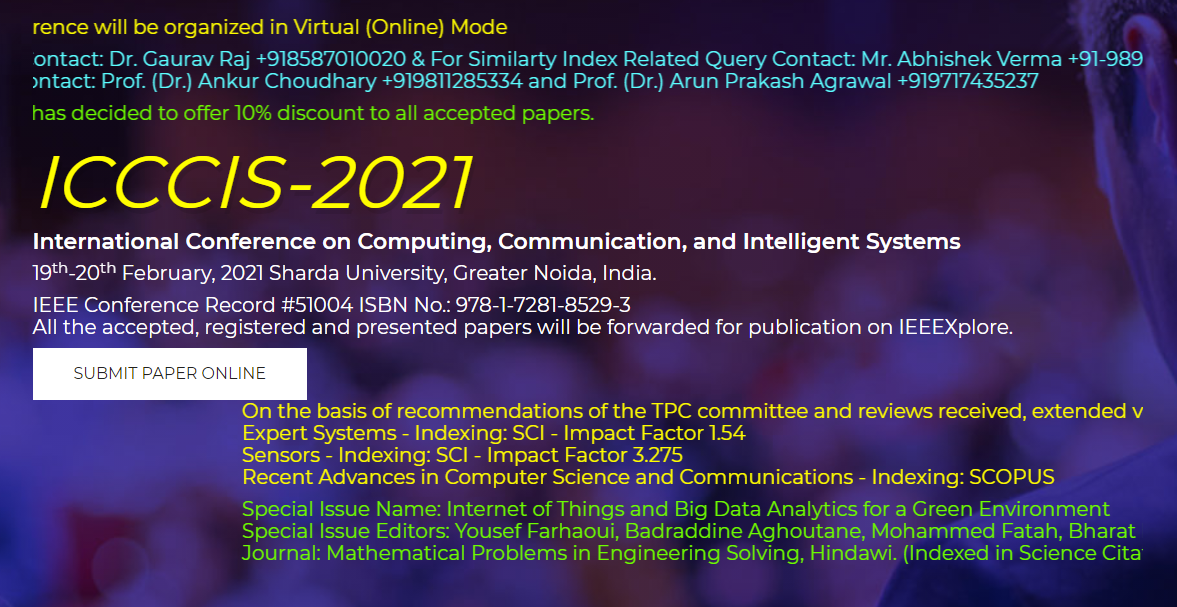 rence will be organized in Virtual (Online) Mode
ontact: Dr. Gaurav Raj +918587010020 & For Similarty Index Related Query Contact: Mr. Abhishek Verma +91-989
ontact: Prof. (Dr.) Ankur Choudhary +919811285334 and Prof. (Dr.) Arun Prakash Agrawal +919717435237
has decided to offer 10% discount to all accepted papers.
ICCCIS-2021
International Conference on Computing, Communication, and Intelligent Systems
19th-20th February, 2021 Sharda University, Greater Noida, India.
IEEE Conference Record #51004 ISBN No.: 978-1-7281-8529-3
All the accepted, registered and presented papers will be forwarded for publication on IEEEXplore.
SUBMIT PAPER ONLINE
On the basis of recommendations of the TPC committee and reviews received, extended v
Expert Systems - Indexing: SCI - Impact Factor 1.54
Sensors - Indexing: SCI - Impact Factor 3.275
Recent Advances in Computer Science and Communications - Indexing: SCOPUS
Special Issue Name: Internet of Things and Big Data Analytics for a Green Environment
Special Issue Editors: Yousef Farhaoui, Badraddine Aghoutane, Mohammed Fatah, Bharat
Journal: Mathematical Problems in Engineering Solving, Hindawi. (Indexed in Science Cita